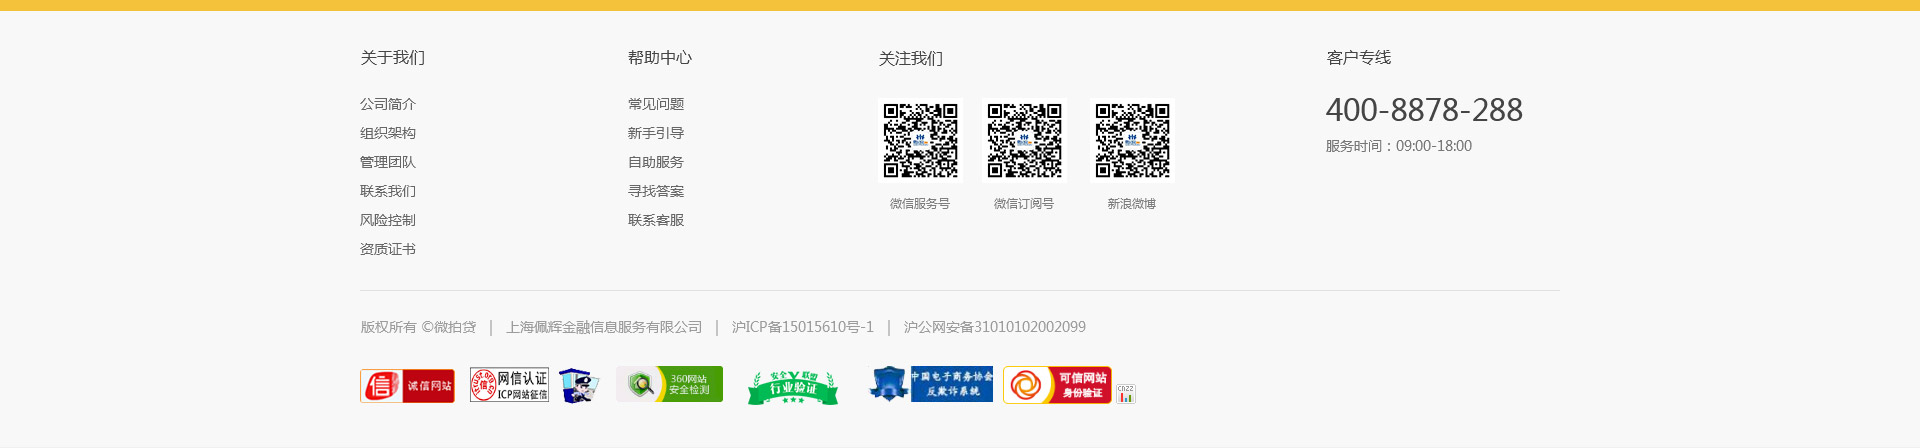 关于我们
公司简介
组织架构
管理团队
联系我们
风险控制
资质证书
帮助中心
常见问题
新手引导
自助服务
寻找答案
联系客服
关注我们
微信服务号
微信订阅号
新浪微博
客户专线
400-8878-288
服务时间：09:00-18:00
版权所有 ©微拍贷 | 上海佩辉金融信息服务有限公司 | 沪ICP备15015610号-1 | 沪公网安备31010102002099
信 诚信网站
信 网信认证
ICP网站征信
360网站
安全检测
安全 联盟
行业验证
中国电子商务协会
反欺诈系统
可信网站
身份验证
CNZZ